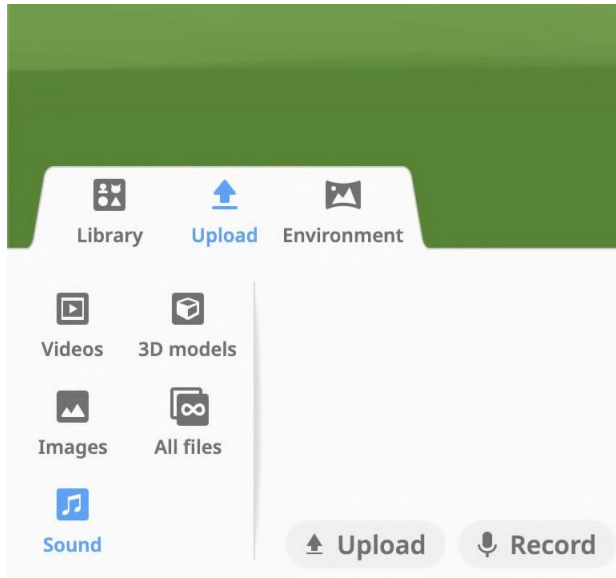 Library Upload Environment
Videos 3D models
Images All files
Sound
Upload Record